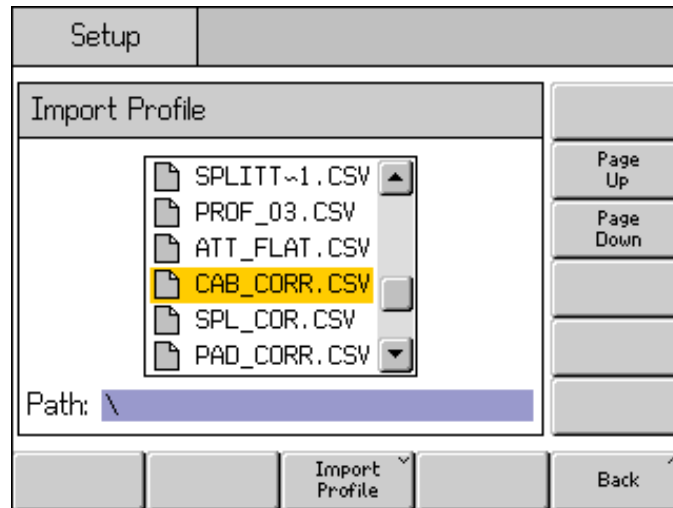 Setup
Import Profile
SPLITT~1.CSV
PROF_03.CSV
ATT_FLAT.CSV
CAB_CORR.CSV
SPL_COR.CSV
PAD_CORR.CSV
Path: \
Page
Up
Page
Down
Import
Profile
Back